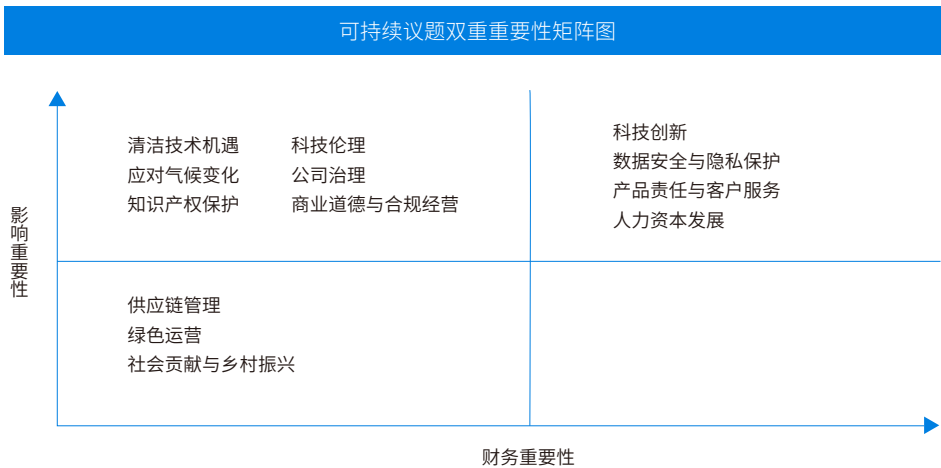 可持续议题双重重要性矩阵图
影响重要性
清洁技术机遇
应对气候变化
知识产权保护
科技伦理
公司治理
商业道德与合规经营
科技创新
数据安全与隐私保护
产品责任与客户服务
人力资本发展
供应链管理
绿色运营
社会贡献与乡村振兴
财务重要性